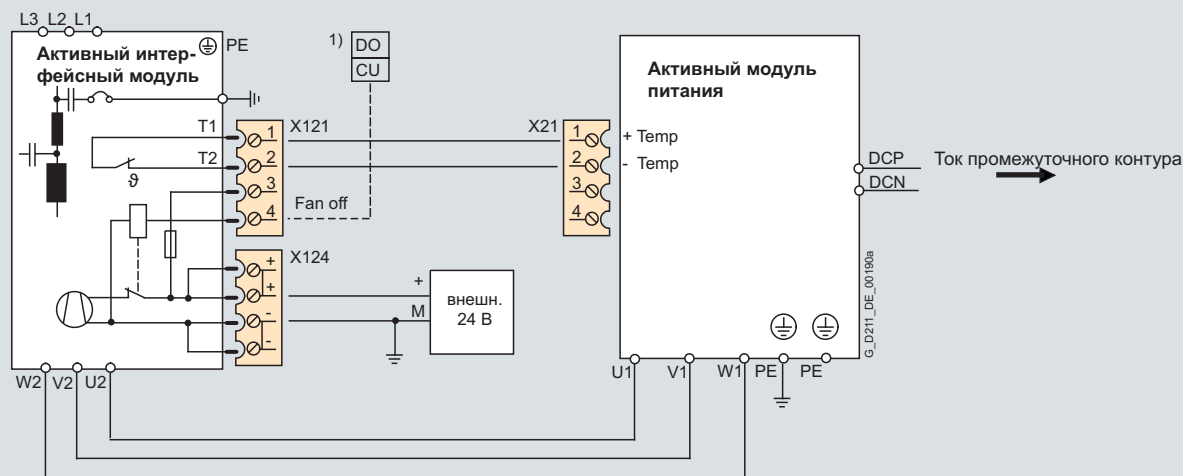 L3 L2 L1
Активный интер-
фейсный модуль
PE
1) DO
CU
Активный модуль
питания
T1
T2
X121
1
2
3
4
Fan off
ϑ
X21
1
2
3
4
+ Temp
- Temp
DCP
DCN
Ток промежуточного контура
X124
+
+
-
-
+
M
внешн.
24 В
G_D211_DE_00190a
W2 V2 U2
U1 V1 W1 PE PE